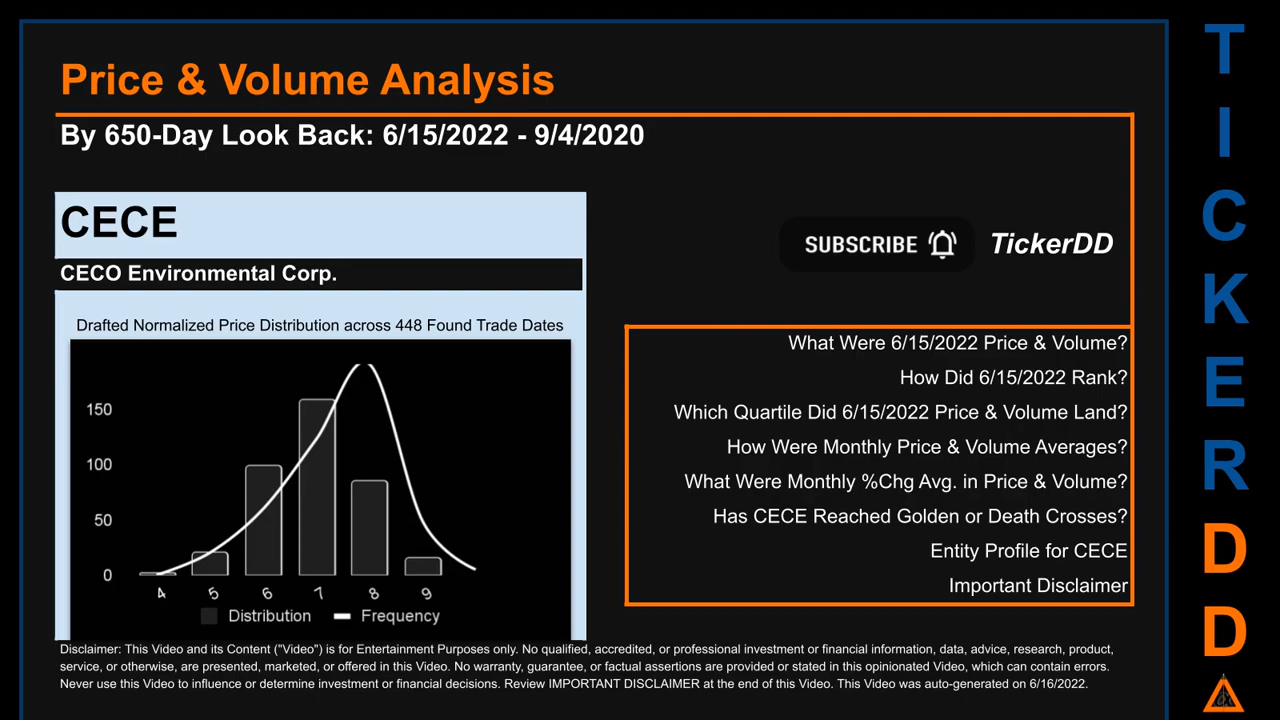 Price & Volume Analysis
By 650-Day Look Back: 6/15/2022 - 9/4/2020
CECE
CECO Environmental Corp.
Drafted Normalized Price Distribution across 448 Found Trade Dates
150
100
50
0
4 5 6 7 8 9
Distribution Frequency
SUBSCRIBE TickerDD
What Were 6/15/2022 Price & Volume?
How Did 6/15/2022 Rank?
Which Quartile Did 6/15/2022 Price & Volume Land?
How Were Monthly Price & Volume Averages?
What Were Monthly %Chg Avg. in Price & Volume?
Has CECE Reached Golden or Death Crosses?
Entity Profile for CECE
Important Disclaimer
Disclaimer: This Video and its Content ("Video") is for Entertainment Purposes only. No qualified, accredited, or professional investment or financial information, data, advice, research, product,
service, or otherwise, are presented, marketed, or offered in this Video. No warranty, guarantee, or factual assertions are provided or stated in this opinionated Video, which can contain errors.
Never use this Video to influence or determine investment or financial decisions. Review IMPORTANT DISCLAIMER at the end of this Video. This Video was auto-generated on 6/16/2022.
T
I
C
K
E
R
D
D